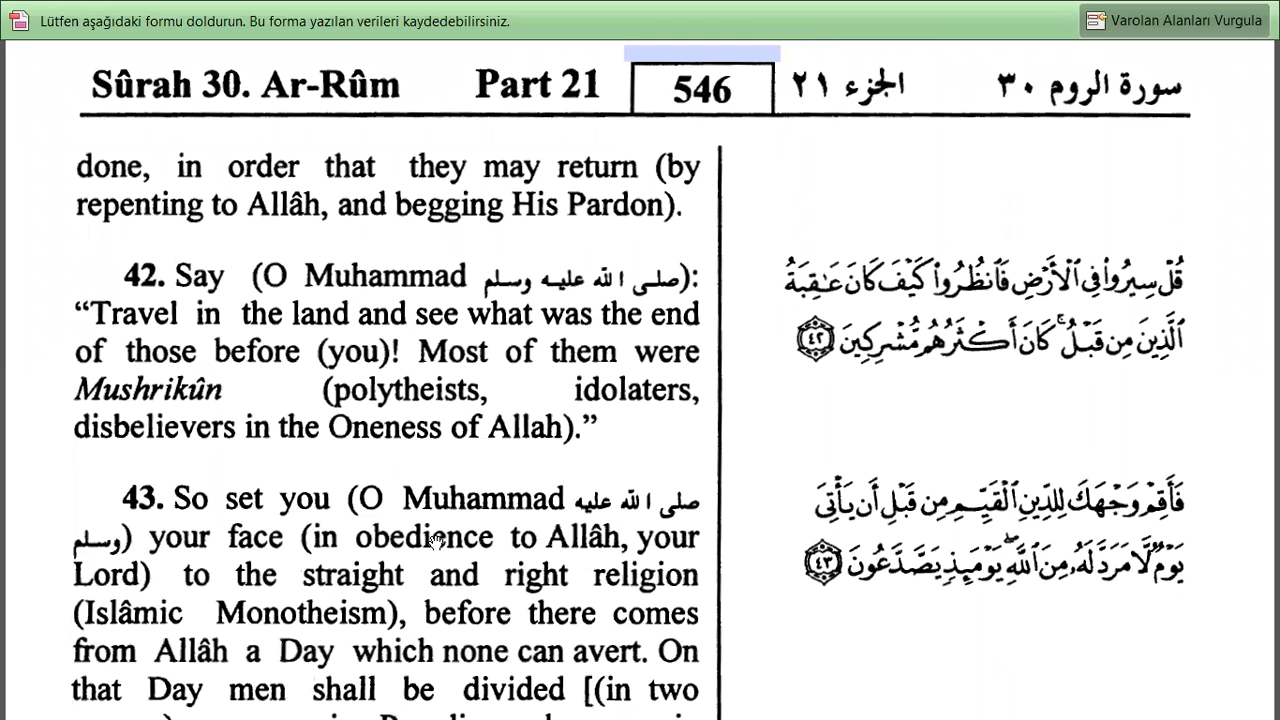 Lütfen aşağıdaki formu doldurun. Bu forma yazılan verileri kaydedebilirsiniz.
Varolan Alanları Vurgula
Sûrah 30. Ar-Rûm Part 21 546 الجزء ٢١ سورة الروم ٣٠
done, in order that they may return (by
repenting to Allâh, and begging His Pardon).
42. Say (O Muhammad صلى الله عليه وسلم):
“Travel in the land and see what was the end
of those before (you)! Most of them were
Mushrikûn (polytheists, idolaters,
disbelievers in the Oneness of Allah).”
43. So set you (O Muhammad صلى الله عليه
وسلم) your face (in obedience to Allâh, your
Lord) to the straight and right religion
(Islâmic Monotheism), before there comes
from Allâh a Day which none can avert. On
that Day men shall be divided [(in two
قُلْ سِيرُوا۟ فِى ٱلْأَرْضِ فَٱنظُرُوا۟ كَيْفَ كَانَ عَـٰقِبَةُ
ٱلَّذِينَ مِن قَبْلُ ۚ كَانَ أَكْثَرُهُم مُّشْرِكِينَ ٤٢
فَأَقِمْ وَجْهَكَ لِلدِّينِ ٱلْقَيِّمِ مِن قَبْلِ أَن يَأْتِىَ
يَوْمٌ لَّا مَرَدَّ لَهُۥ مِنَ ٱللَّهِ ۖ يَوْمَئِذٍ يَصَّدَّعُونَ ٤٣